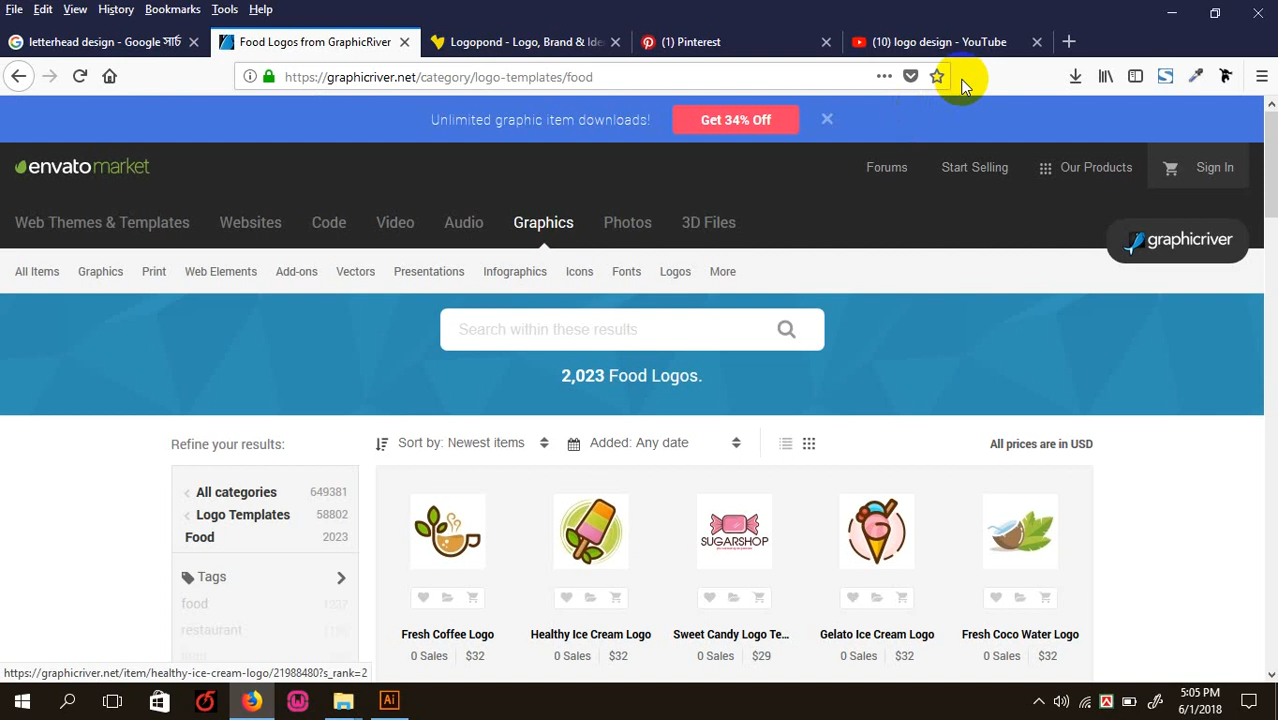 File Edit View History Bookmarks Tools Help
letterhead design - Google সার্চ
Food Logos from GraphicRiver
Logopond - Logo, Brand & Ide
(1) Pinterest
(10) logo design - YouTube
https://graphicriver.net/category/logo-templates/food
Unlimited graphic item downloads! Get 34% Off
envato market
Forums Start Selling Our Products Sign In
Web Themes & Templates Websites Code Video Audio Graphics Photos 3D Files
graphicriver
All Items Graphics Print Web Elements Add-ons Vectors Presentations Infographics Icons Fonts Logos More
Search within these results
2,023 Food Logos.
Refine your results:
Sort by: Newest items Added: Any date All prices are in USD
All categories 649381
Logo Templates 58802
Food 2023
Tags
food 1237
restaurant
SUGARSHOP
Fresh Coffee Logo Healthy Ice Cream Logo Sweet Candy Logo Te... Gelato Ice Cream Logo Fresh Coco Water Logo
0 Sales $32 0 Sales $32 0 Sales $29 0 Sales $32 0 Sales $32
https://graphicriver.net/item/healthy-ice-cream-logo/21988480?s_rank=2
Ai
5:05 PM
6/1/2018